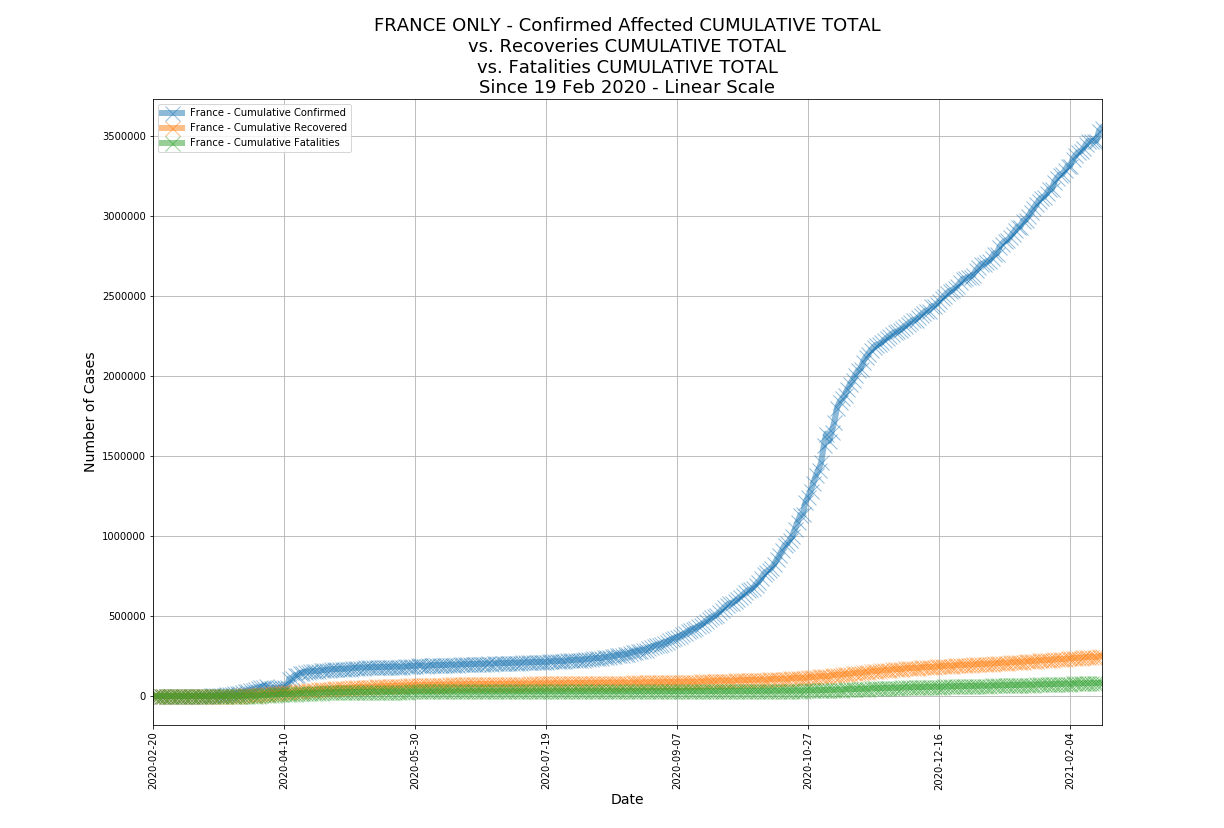 FRANCE ONLY - Confirmed Affected CUMULATIVE TOTAL
vs. Recoveries CUMULATIVE TOTAL
vs. Fatalities CUMULATIVE TOTAL
Since 19 Feb 2020 - Linear Scale
France - Cumulative Confirmed
France - Cumulative Recovered
France - Cumulative Fatalities
3500000
3000000
2500000
2000000
1500000
1000000
500000
0
Number of Cases
2020-02-20
2020-04-10
2020-05-30
2020-07-19
2020-09-07
2020-10-27
2020-12-16
2021-02-04
Date